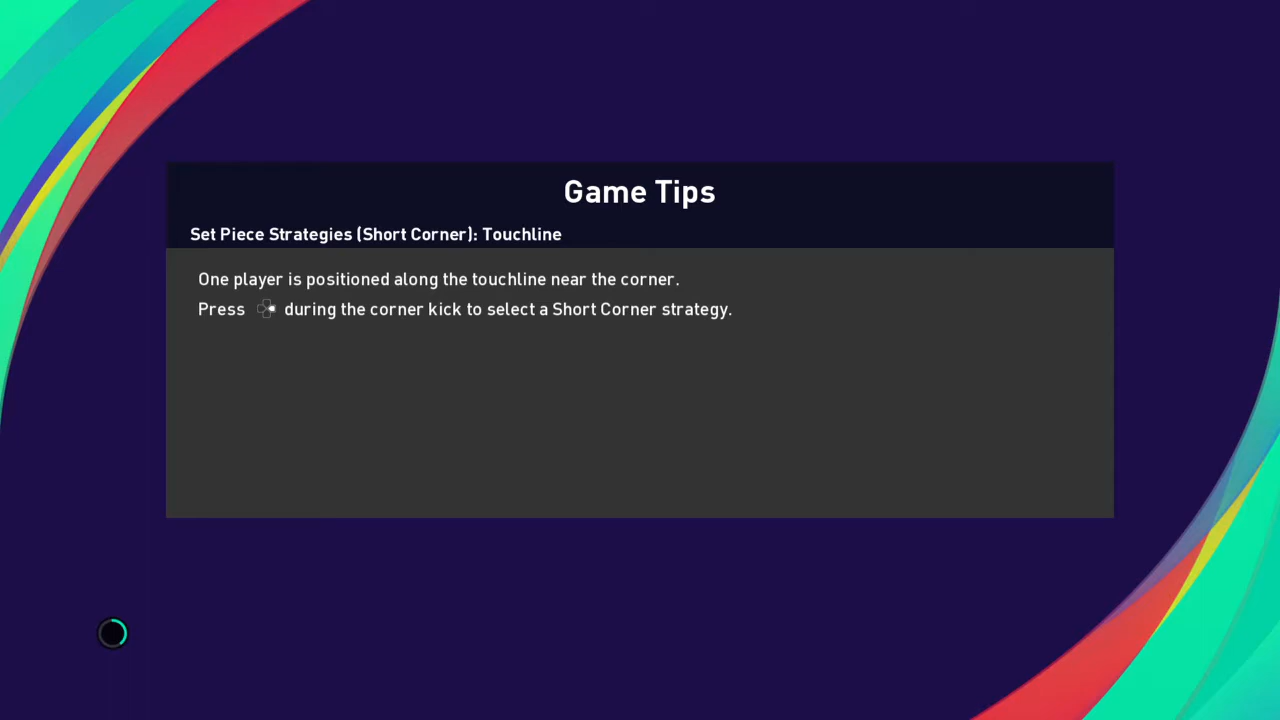 Game Tips
Set Piece Strategies (Short Corner): Touchline
One player is positioned along the touchline near the corner.
Press during the corner kick to select a Short Corner strategy.